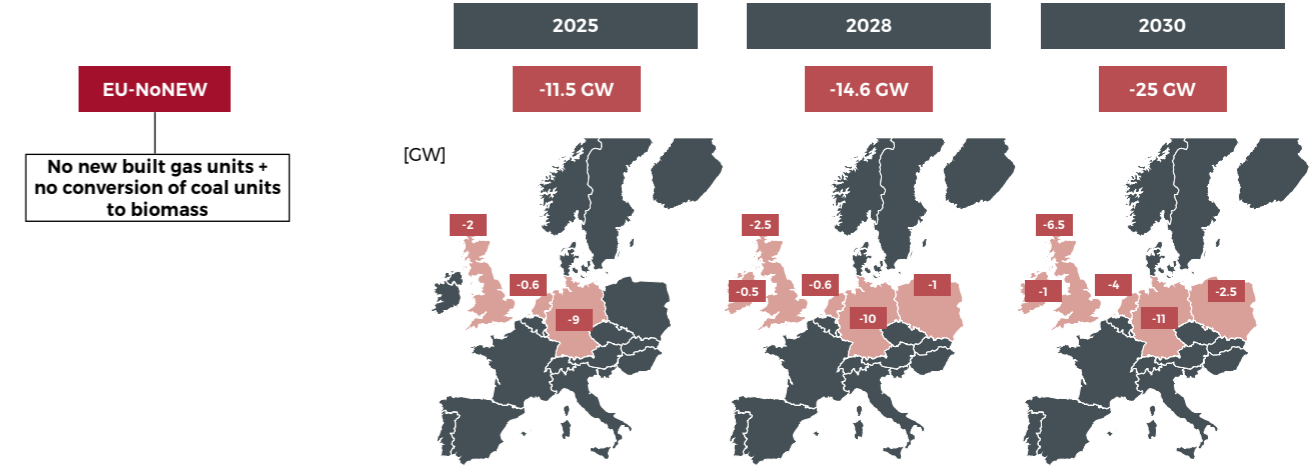 2025
2028
2030
EU-NoNEW
-11.5 GW
-14.6 GW
-25 GW
No new built gas units +
no conversion of coal units
to biomass
[GW]
-2
-0.6
-9
-2.5
-0.5
-0.6
-1
-10
-6.5
-1
-4
-2.5
-11